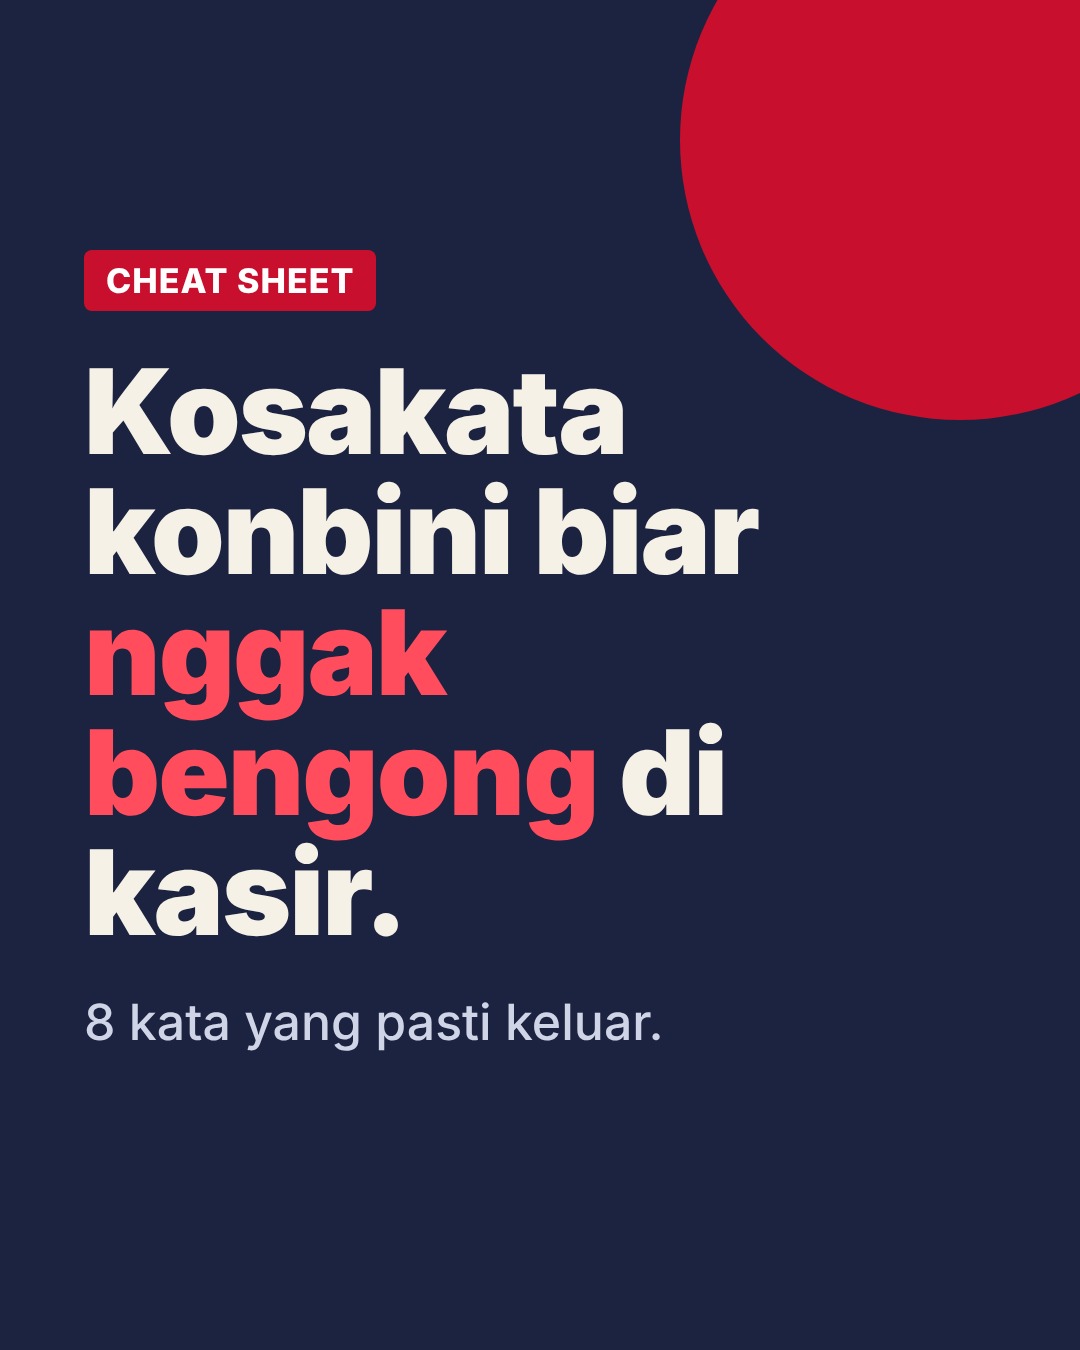 CHEAT SHEET
Kosakata
konbini biar
nggak
bengong di
kasir.
8 kata yang pasti keluar.